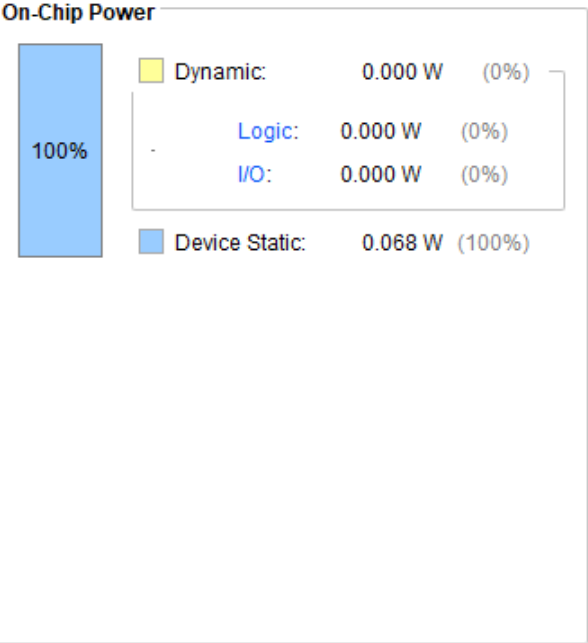 On-Chip Power
Dynamic: 0.000 W (0%)
100%
Logic: 0.000 W (0%)
-
I/O: 0.000 W (0%)
Device Static: 0.068 W (100%)